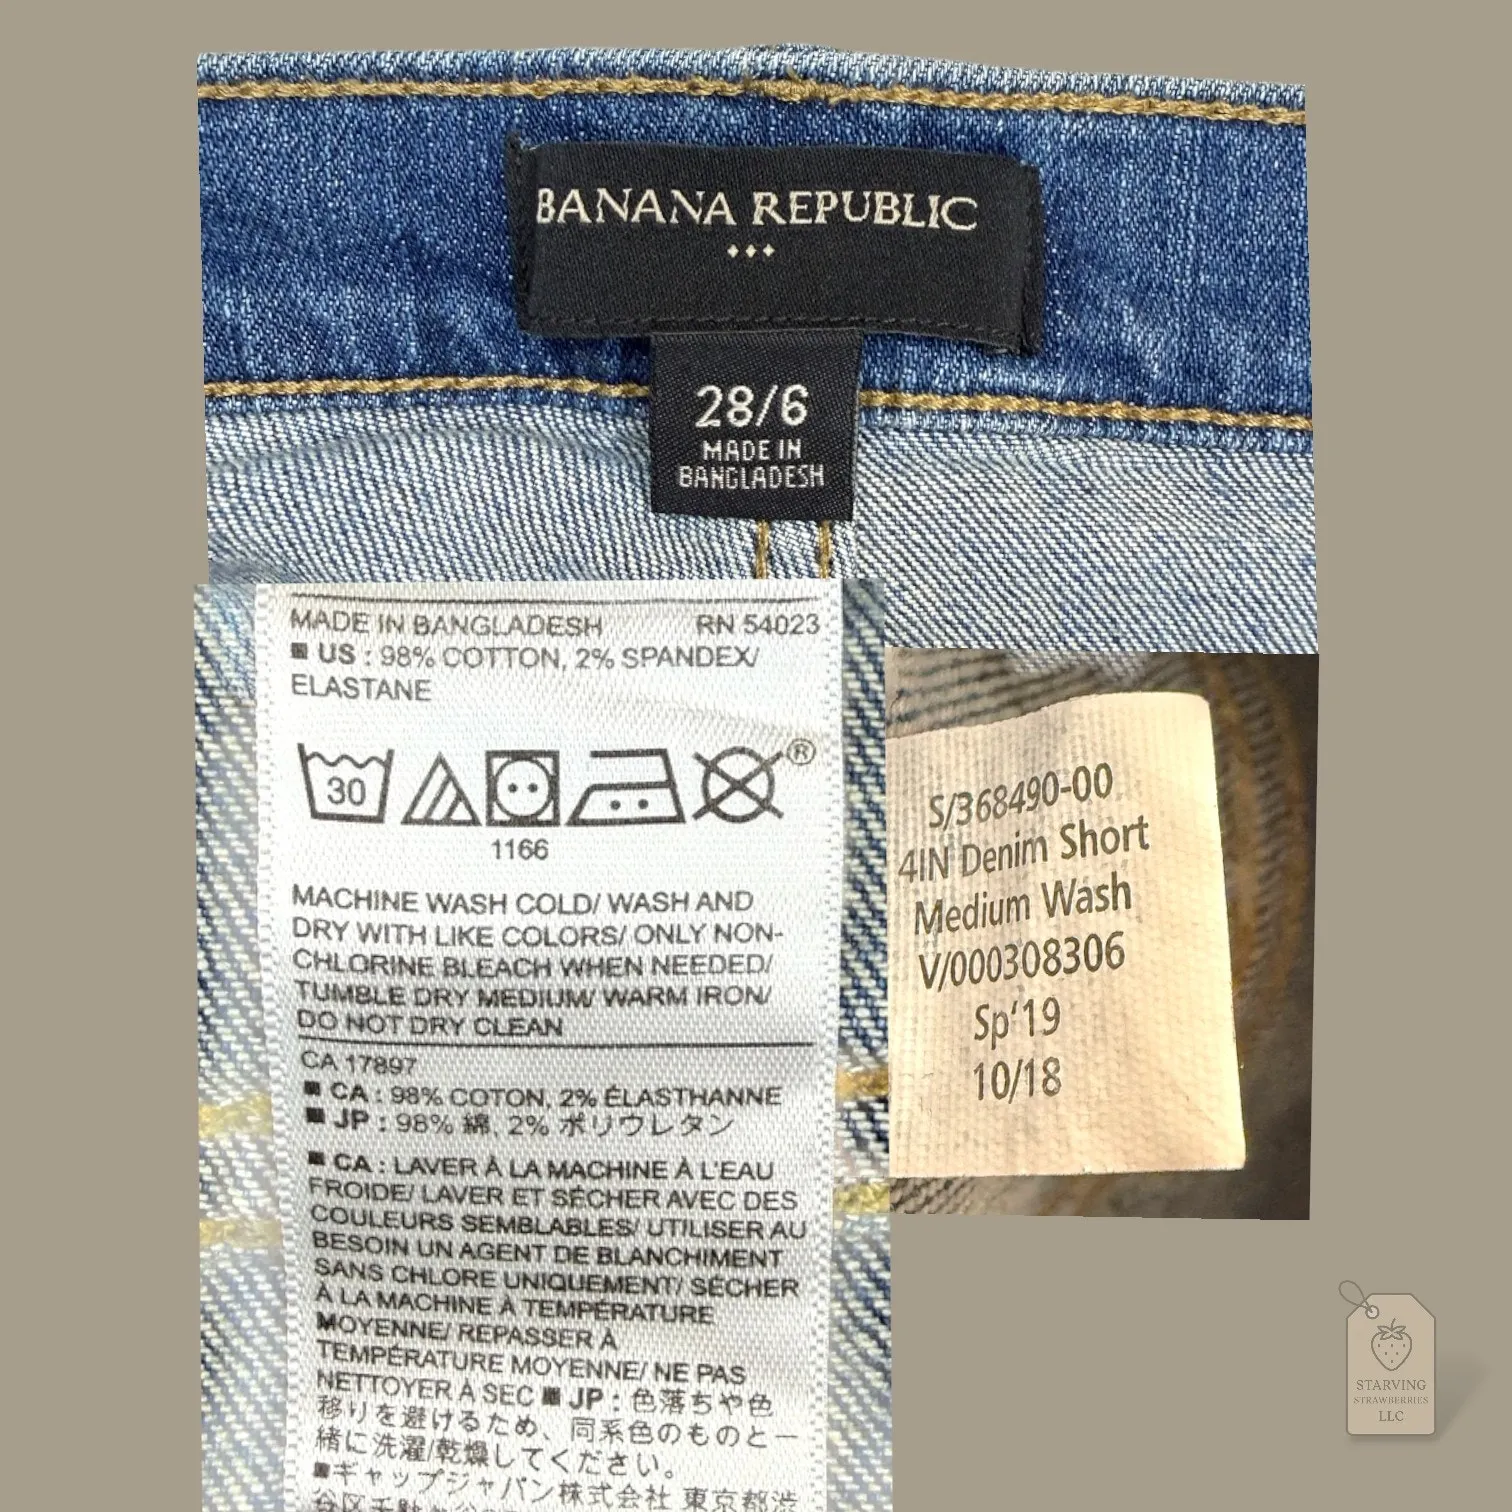 BANANA REPUBLIC
28/6
MADE IN
BANGLADESH
MADE IN BANGLADESH RN 54023
■ US : 98% COTTON, 2% SPANDEX/
ELASTANE
30
®
1166
MACHINE WASH COLD/ WASH AND
DRY WITH LIKE COLORS/ ONLY NON-
CHLORINE BLEACH WHEN NEEDED/
TUMBLE DRY MEDIUM/ WARM IRON/
DO NOT DRY CLEAN
CA 17897
■ CA : 98% COTON, 2% ÉLASTHANNE
■ JP : 98% 綿, 2% ポリウレタン
■ CA : LAVER À LA MACHINE À L'EAU
FROIDE/ LAVER ET SÉCHER AVEC DES
COULEURS SEMBLABLES/ UTILISER AU
BESOIN UN AGENT DE BLANCHIMENT
SANS CHLORE UNIQUEMENT/ SÉCHER
À LA MACHINE À TEMPÉRATURE
MOYENNE/ REPASSER À
TEMPÉRATURE MOYENNE/ NE PAS
NETTOYER À SEC ■ JP : 色落ちや色
移りを避けるため、同系色のものと一
緒に洗濯/乾燥してください。
■ギャップジャパン株式会社 東京都渋
S/368490-00
4IN Denim Short
Medium Wash
V/000308306
Sp'19
10/18
STARVING
STRAWBERRIES
LLC